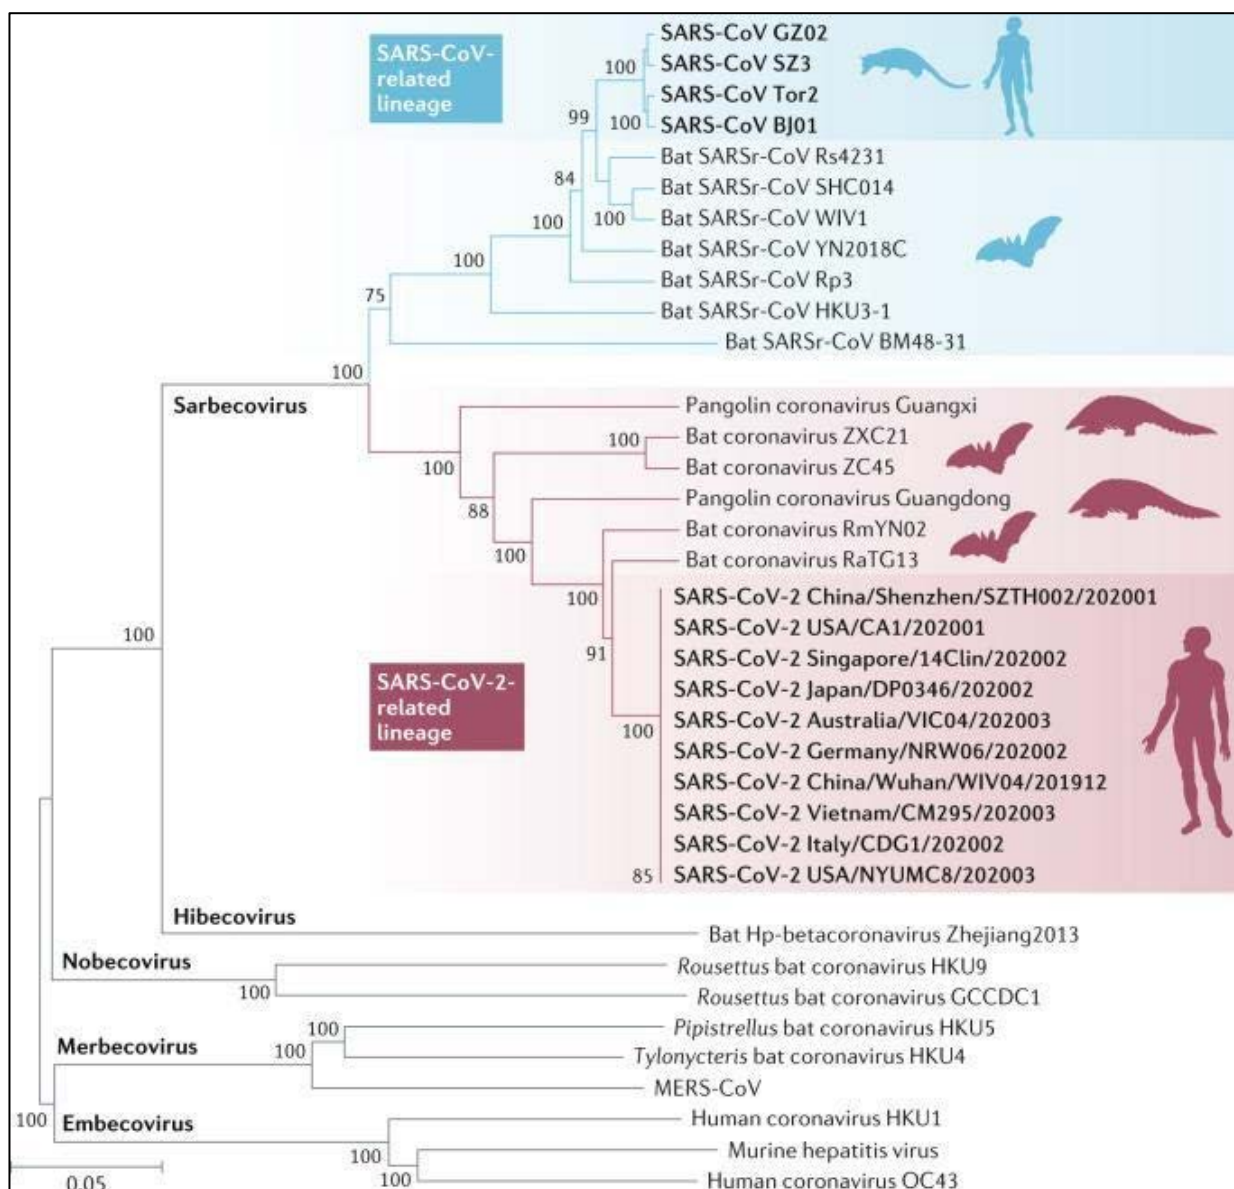 SARS-CoV-
related
lineage
SARS-CoV GZ02
SARS-CoV SZ3
100
SARS-CoV Tor2
99
100
SARS-CoV BJ01
Bat SARSr-CoV Rs4231
84
Bat SARSr-CoV SHC014
100
100
Bat SARSr-CoV WIV1
Bat SARSr-CoV YN2018C
100
Bat SARSr-CoV Rp3
75
Bat SARSr-CoV HKU3-1
Bat SARSr-CoV BM48-31
100
Sarbecovirus
Pangolin coronavirus Guangxi
100
Bat coronavirus ZXC21
100
Bat coronavirus ZC45
88
Pangolin coronavirus Guangdong
Bat coronavirus RmYN02
100
Bat coronavirus RaTG13
100
SARS-CoV-2 China/Shenzhen/SZTH002/202001
100
SARS-CoV-2 USA/CA1/202001
91
SARS-CoV-2 Singapore/14Clin/202002
SARS-CoV-2-
related
lineage
SARS-CoV-2 Japan/DP0346/202002
SARS-CoV-2 Australia/VIC04/202003
100
SARS-CoV-2 Germany/NRW06/202002
SARS-CoV-2 China/Wuhan/WIV04/201912
SARS-CoV-2 Vietnam/CM295/202003
SARS-CoV-2 Italy/CDG1/202002
85
SARS-CoV-2 USA/NYUMC8/202003
Hibecovirus
Bat Hp-betacoronavirus Zhejiang2013
Nobecovirus
Rousettus bat coronavirus HKU9
100
Rousettus bat coronavirus GCCDC1
Merbecovirus
100
Pipistrellus bat coronavirus HKU5
100
Tylonycteris bat coronavirus HKU4
MERS-CoV
100
Embecovirus
Human coronavirus HKU1
100
Murine hepatitis virus
100
Human coronavirus OC43
0.05